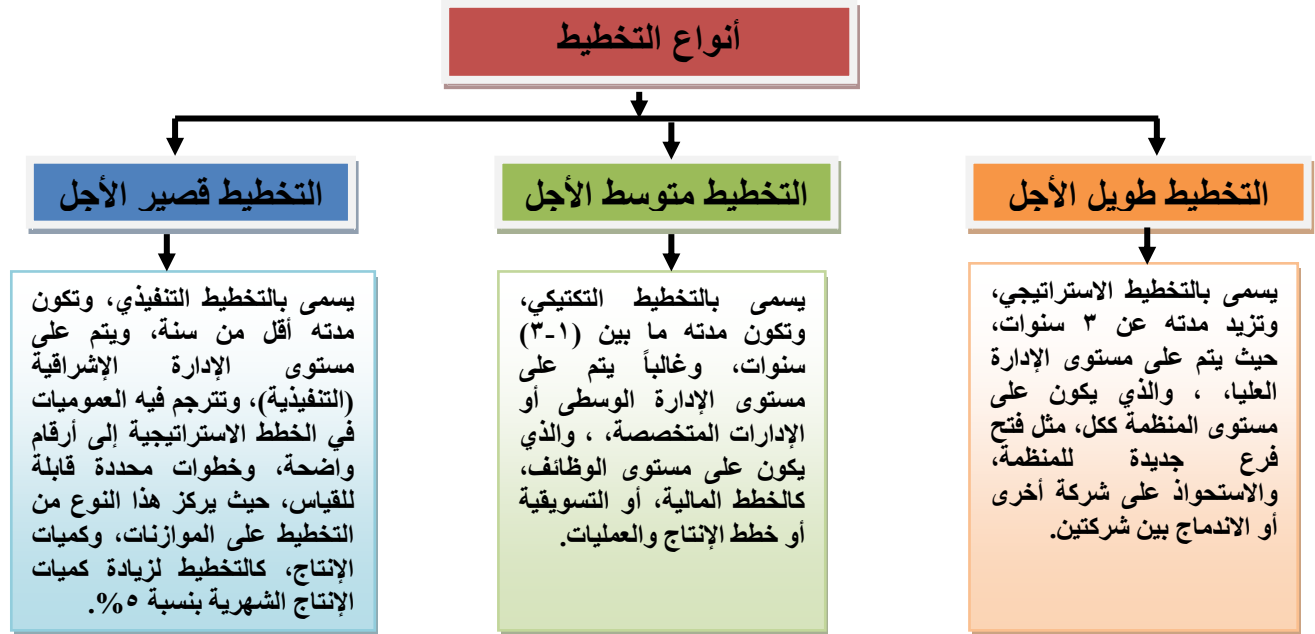 أنواع التخطيط
التخطيط طويل الأجل
يسمى بالتخطيط الاستراتيجي،
وتزيد مدته عن ٣ سنوات،
حيث يتم على مستوى الإدارة
العليا، ، والذي يكون على
مستوى المنظمة ككل، مثل فتح
فرع جديدة للمنظمة،
والاستحواذ على شركة أخرى
أو الاندماج بين شركتين.
التخطيط متوسط الأجل
يسمى بالتخطيط التكتيكي،
وتكون مدته ما بين (١-٣)
سنوات، وغالباً يتم على
مستوى الإدارة الوسطى أو
الإدارات المتخصصة، ، والذي
يكون على مستوى الوظائف،
كالخطط المالية، أو التسويقية
أو خطط الإنتاج والعمليات.
التخطيط قصير الأجل
يسمى بالتخطيط التنفيذي، وتكون
مدته أقل من سنة، ويتم على
مستوى الإدارة الإشراقية
(التنفيذية)، وتترجم فيه العموميات
في الخطط الاستراتيجية إلى أرقام
واضحة، وخطوات محددة قابلة
للقياس، حيث يركز هذا النوع من
التخطيط على الموازنات، وكميات
الإنتاج، كالتخطيط لزيادة كميات
الإنتاج الشهرية بنسبة ٥%.